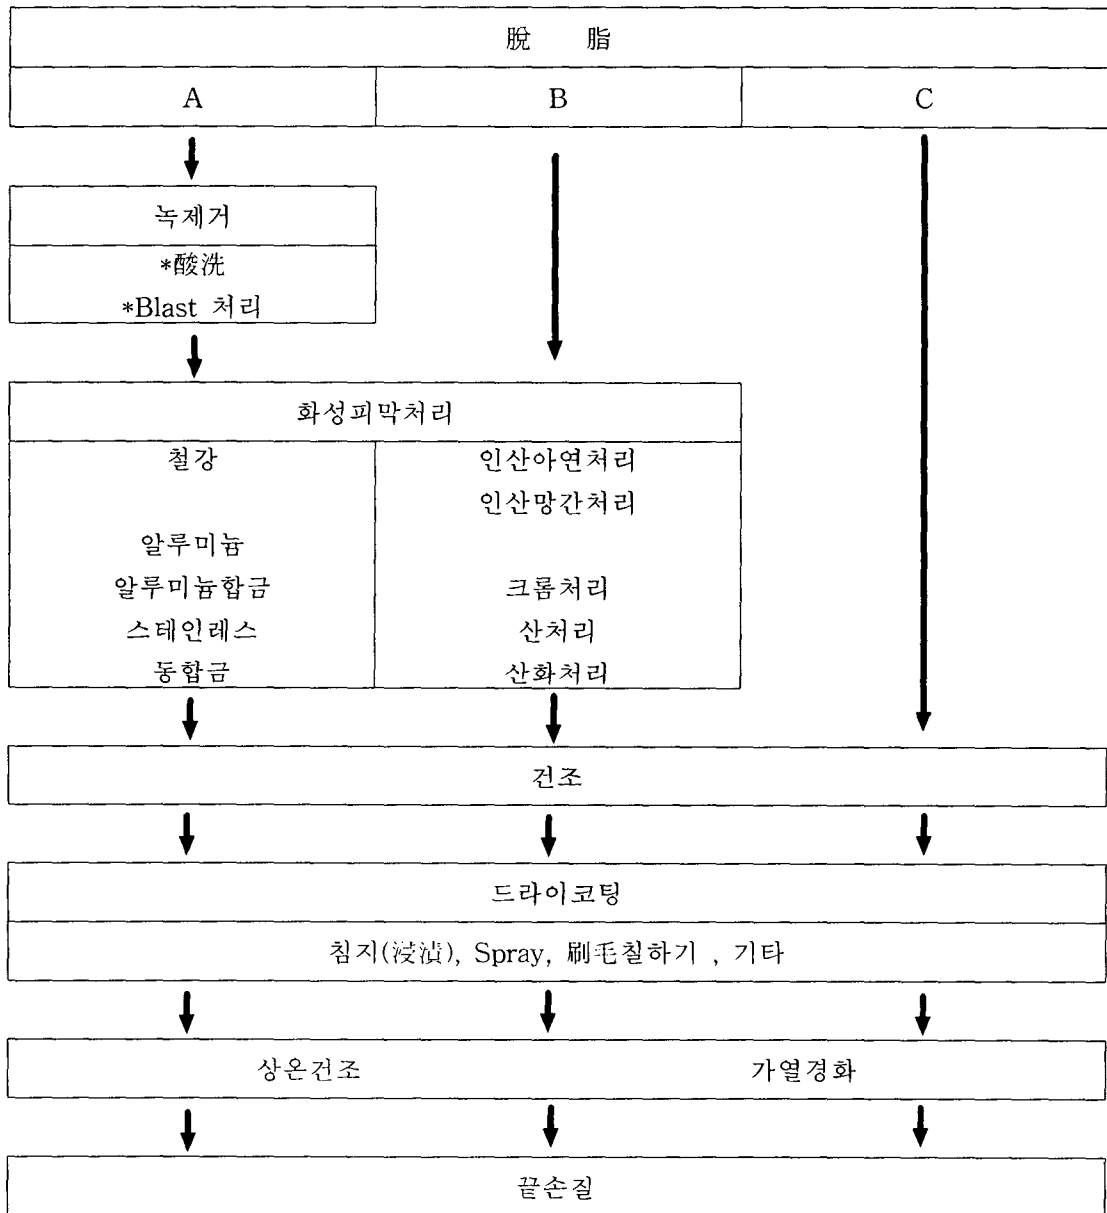 脫 脂
A B C
녹제거
*酸洗
*Blast 처리
화성피막처리
철강 인산아연처리
인산망간처리
알루미늄
알루미늄합금 크롬처리
스테인레스 산처리
동합금 산화처리
건조
드라이코팅
침지(浸漬), Spray, 刷毛칠하기 , 기타
상온건조 가열경화
끝손질